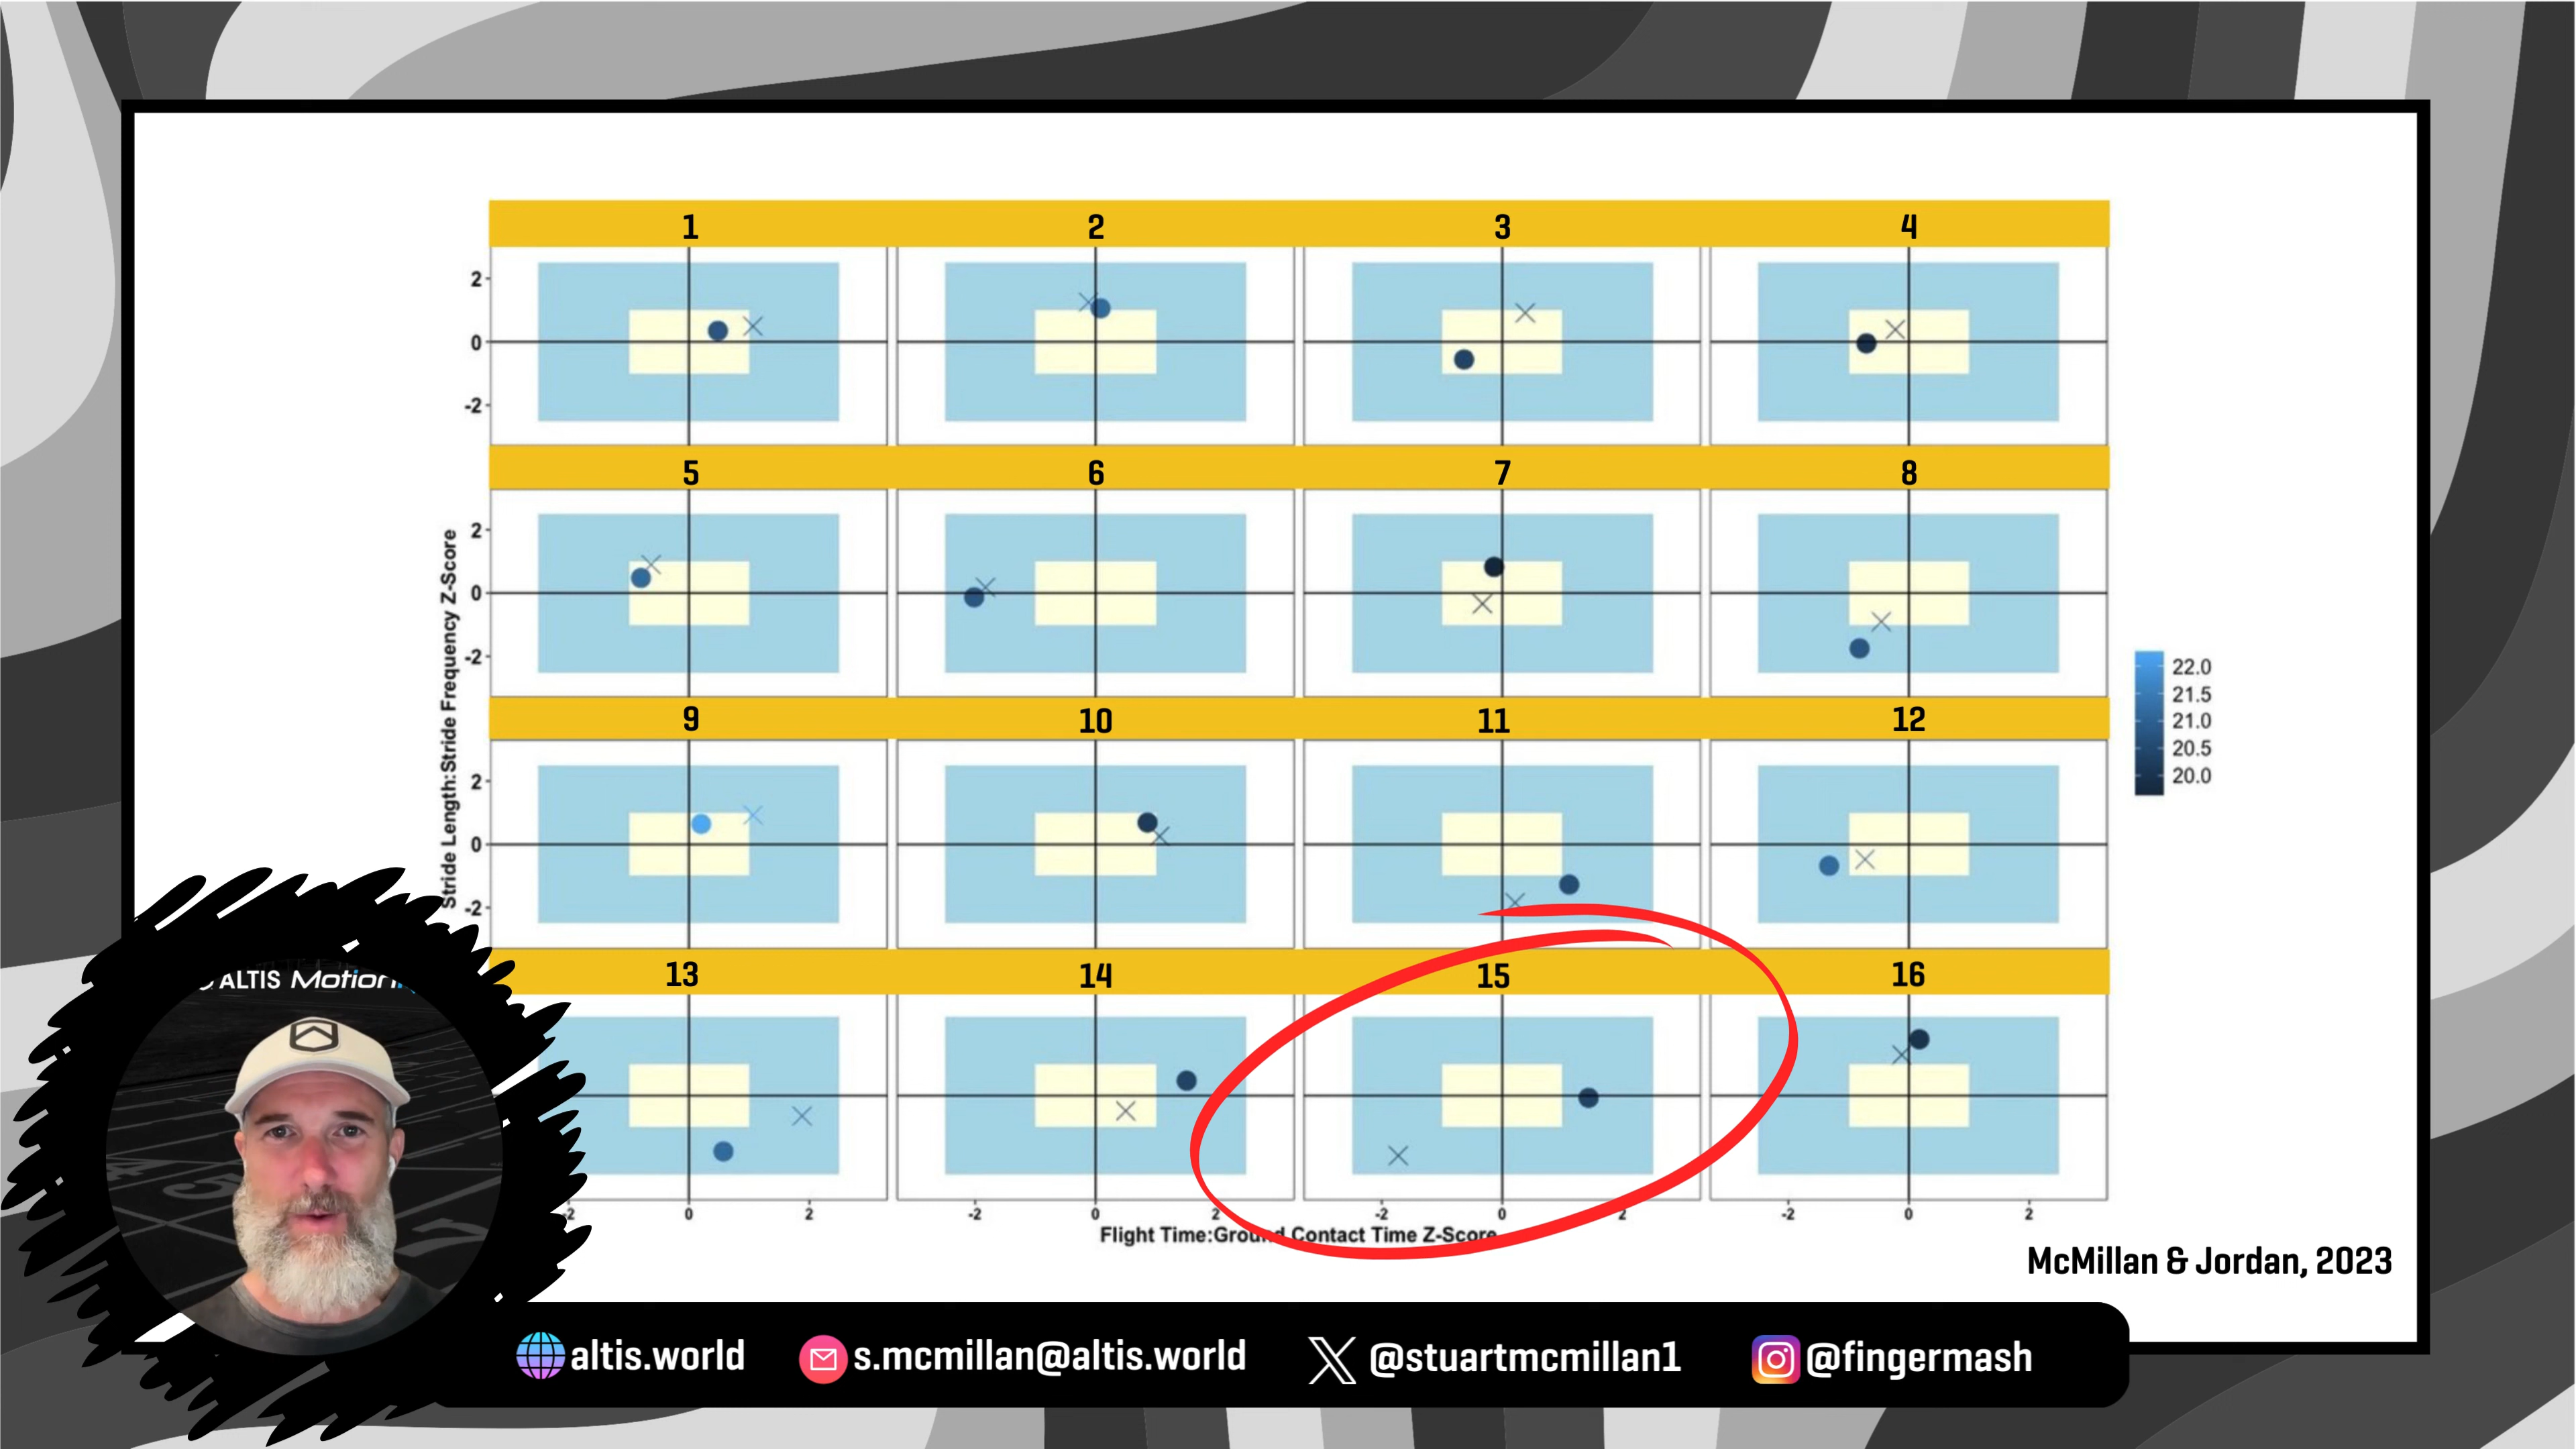 1 2 3 4
2
0
-2
5 6 7 8
2
0
-2
Stride Length:Stride Frequency Z-Score
22.0
21.5
21.0
20.5
20.0
9 10 11 12
2
0
-2
13 14 15 16
ALTIS Motion
-2 0 2 -2 0 2 -2 0 2 -2 0 2
Flight Time:Ground Contact Time Z-Score
McMillan & Jordan, 2023
altis.world s.mcmillan@altis.world @stuartmcmillan1 @fingermash